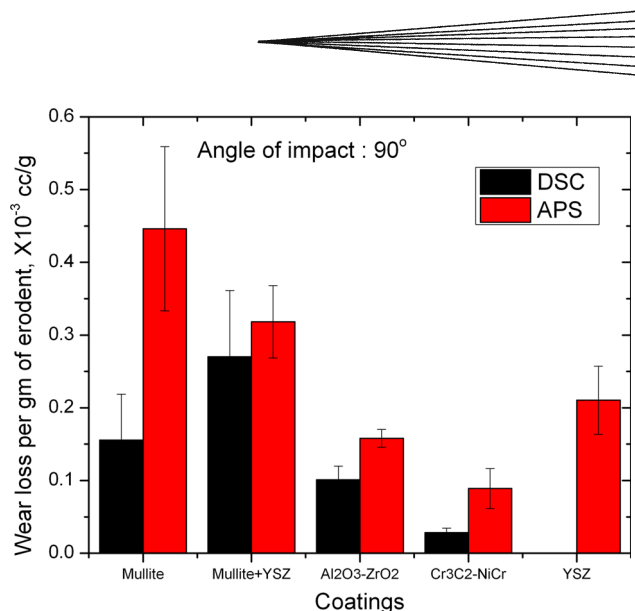 0.6
Angle of impact : 90°
DSC
APS
0.5
0.4
0.3
0.2
0.1
0.0
Wear loss per gm of erodent, X10⁻³ cc/g
Mullite Mullite+YSZ Al2O3-ZrO2 Cr3C2-NiCr YSZ
Coatings